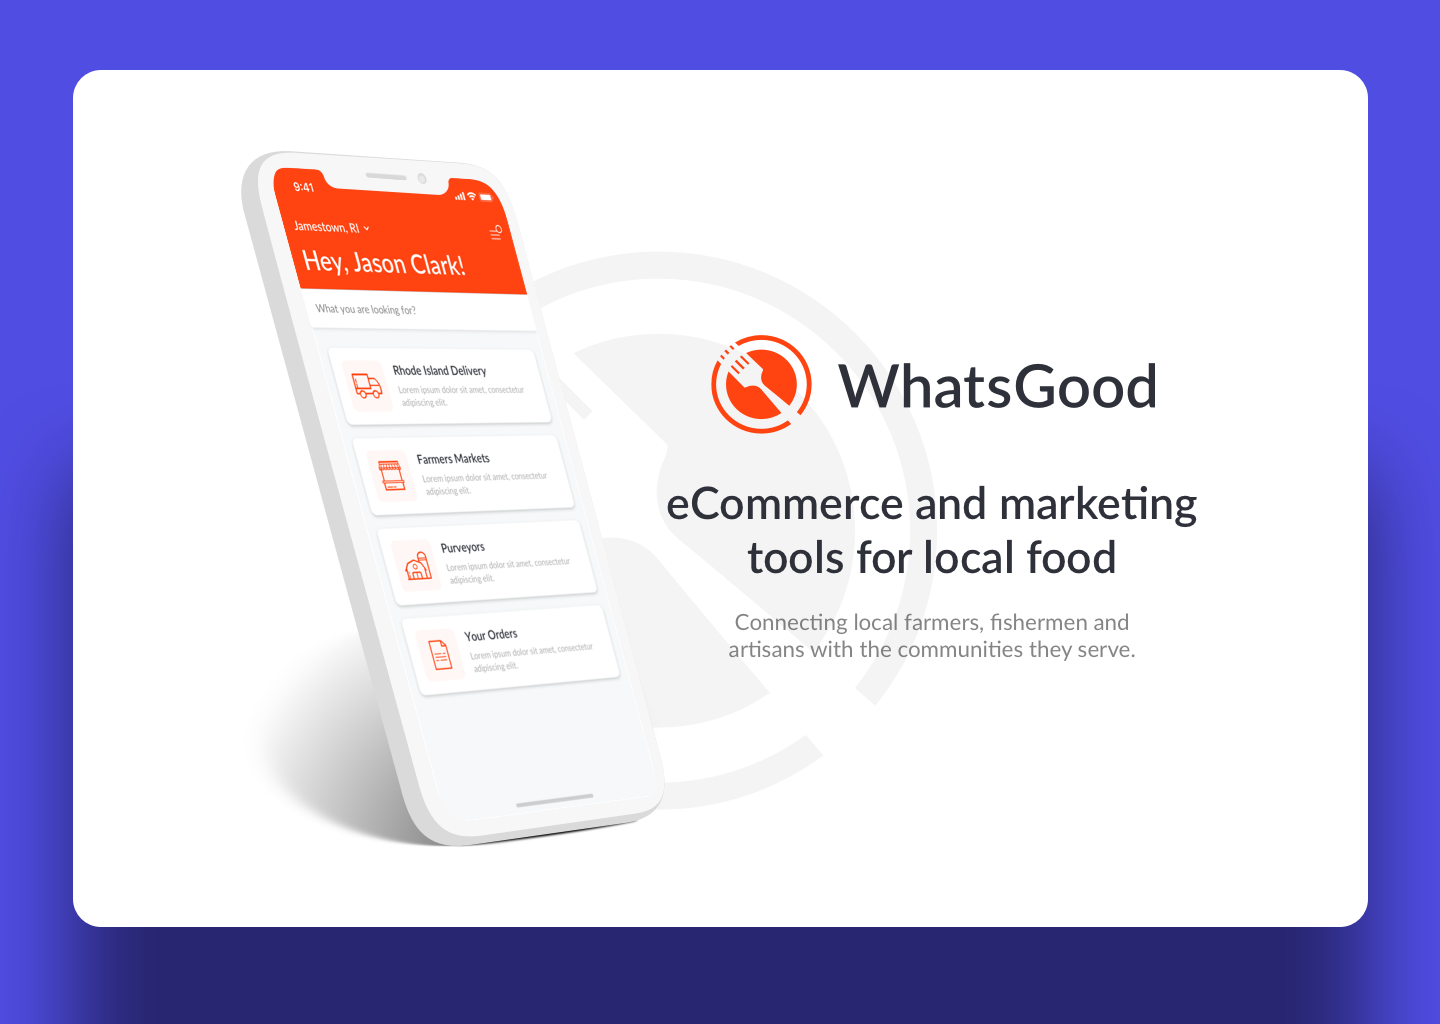 9:41
Jamestown, RI
Hey, Jason Clark!
What you are looking for?
Rhode Island Delivery
Lorem ipsum dolor sit amet, consectetur
adipiscing elit.
Farmers Markets
Lorem ipsum dolor sit amet, consectetur
adipiscing elit.
Purveyors
Lorem ipsum dolor sit amet, consectetur
adipiscing elit.
Your Orders
Lorem ipsum dolor sit amet, consectetur
adipiscing elit.
WhatsGood
eCommerce and marketing
tools for local food
Connecting local farmers, fishermen and
artisans with the communities they serve.